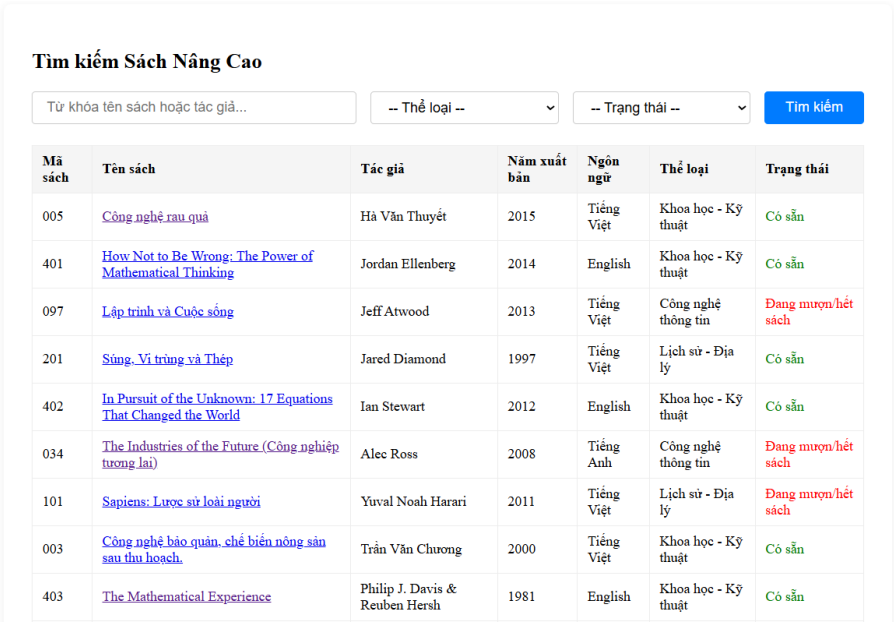 Tìm kiếm Sách Nâng Cao
Từ khóa tên sách hoặc tác giả...
-- Thể loại --
-- Trạng thái --
Tìm kiếm
Mã sách Tên sách Tác giả Năm xuất bản Ngôn ngữ Thể loại Trạng thái
005 Công nghệ rau quả Hà Văn Thuyết 2015 Tiếng Việt Khoa học - Kỹ thuật Có sẵn
401 How Not to Be Wrong: The Power of Mathematical Thinking Jordan Ellenberg 2014 English Khoa học - Kỹ thuật Có sẵn
097 Lập trình và Cuộc sống Jeff Atwood 2013 Tiếng Việt Công nghệ thông tin Đang mượn/hết sách
201 Súng, Vi trùng và Thép Jared Diamond 1997 Tiếng Việt Lịch sử - Địa lý Có sẵn
402 In Pursuit of the Unknown: 17 Equations That Changed the World Ian Stewart 2012 English Khoa học - Kỹ thuật Có sẵn
034 The Industries of the Future (Công nghiệp tương lai) Alec Ross 2008 Tiếng Anh Công nghệ thông tin Đang mượn/hết sách
101 Sapiens: Lược sử loài người Yuval Noah Harari 2011 Tiếng Việt Lịch sử - Địa lý Đang mượn/hết sách
003 Công nghệ bảo quản, chế biến nông sản sau thu hoạch. Trần Văn Chương 2000 Tiếng Việt Khoa học - Kỹ thuật Có sẵn
403 The Mathematical Experience Philip J. Davis & Reuben Hersh 1981 English Khoa học - Kỹ thuật Có sẵn